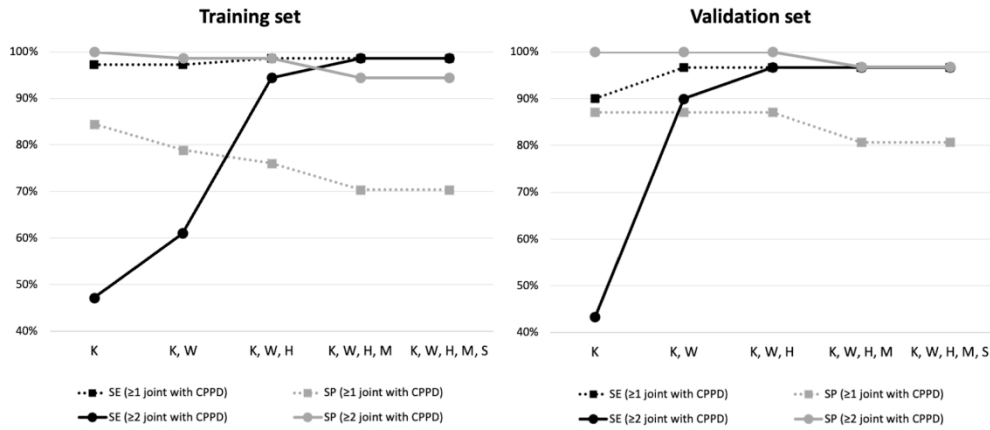 Training set
100%
90%
80%
70%
60%
50%
40%
K
K, W
K, W, H
K, W, H, M
K, W, H, M, S
SE (≥1 joint with CPPD)
SP (≥1 joint with CPPD)
SE (≥2 joint with CPPD)
SP (≥2 joint with CPPD)
Validation set
100%
90%
80%
70%
60%
50%
40%
K
K, W
K, W, H
K, W, H, M
K, W, H, M, S
SE (≥1 joint with CPPD)
SP (≥1 joint with CPPD)
SE (≥2 joint with CPPD)
SP (≥2 joint with CPPD)